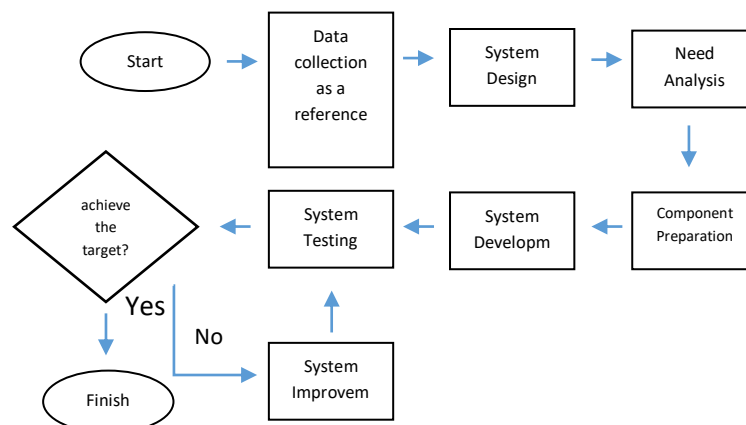 Start
Data
collection
as a
reference
System
Design
Need
Analysis
Component
Preparation
System
Developm
System
Testing
achieve
the
target?
Yes
No
System
Improvem
Finish